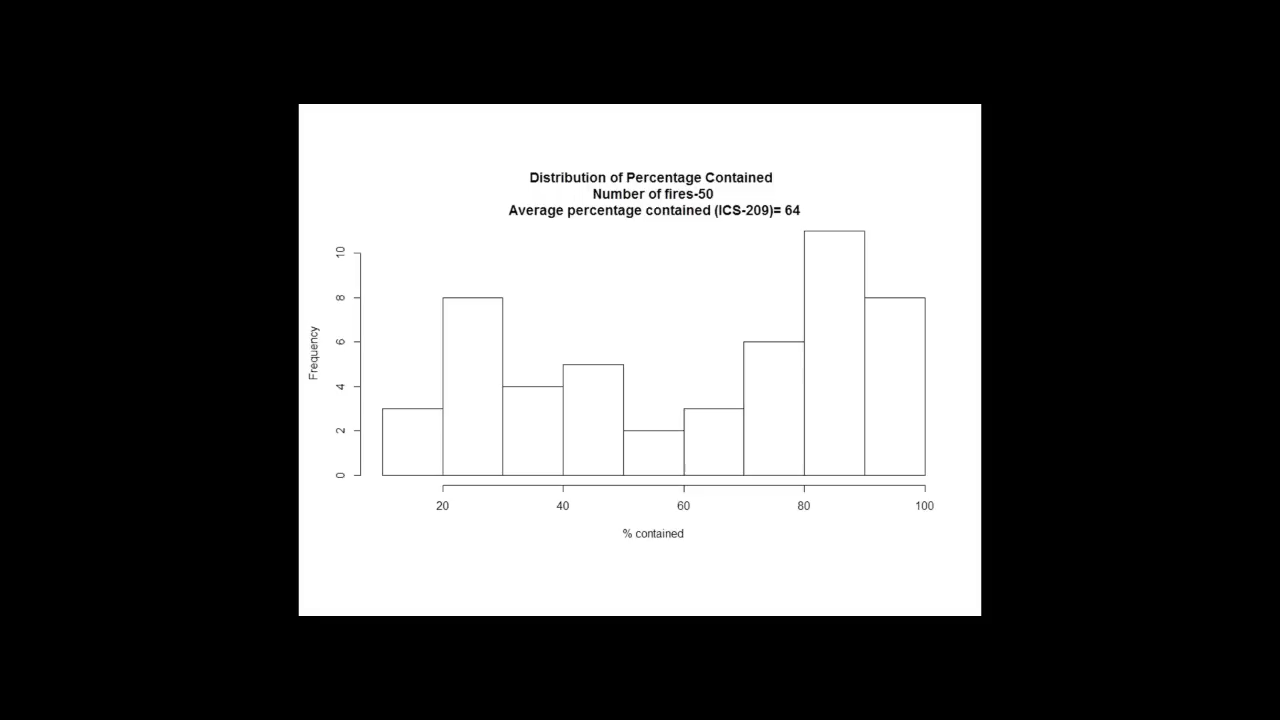 Distribution of Percentage Contained
Number of fires-50
Average percentage contained (ICS-209)= 64
10
8
6
4
2
0
Frequency
20 40 60 80 100
% contained